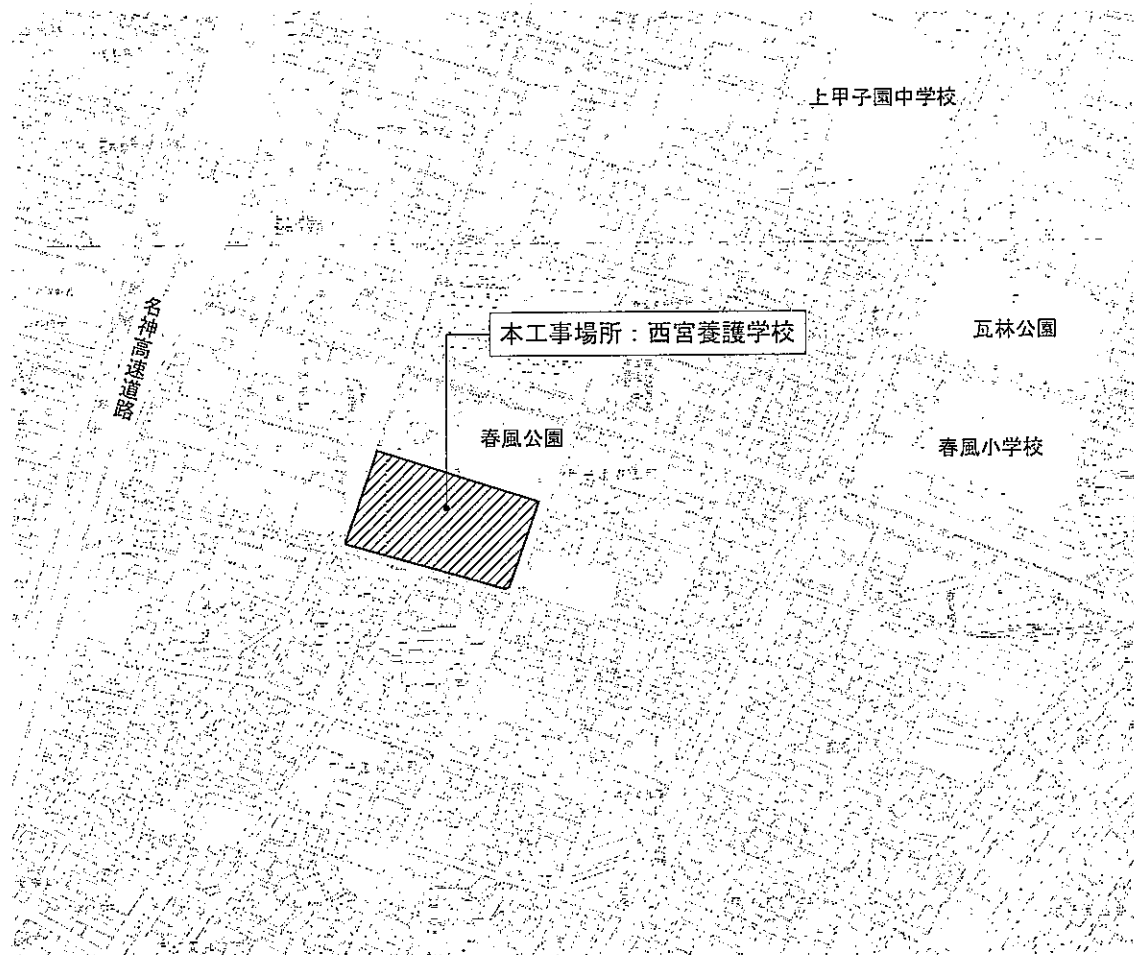 上甲子園中学校
名神高速道路
本工事場所：西宮養護学校
瓦林公園
春風公園
春風小学校